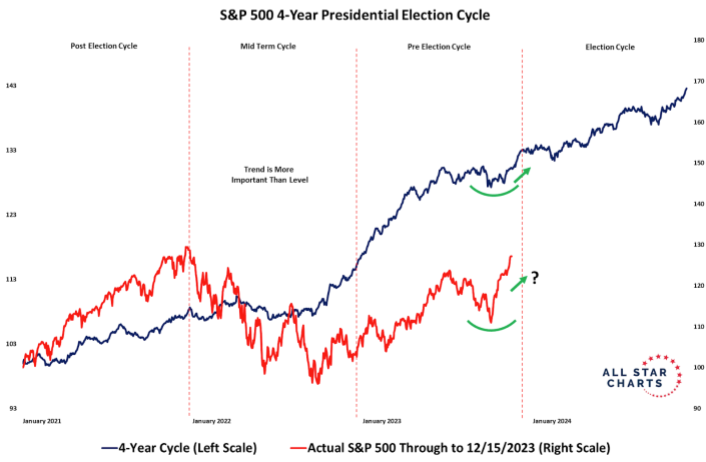 S&P 500 4-Year Presidential Election Cycle
Post Election Cycle
Mid Term Cycle
Pre Election Cycle
Election Cycle
180
170
160
150
140
130
120
110
100
90
143
133
123
113
103
93
Trend is More
Important Than Level
?
ALL STAR
CHARTS
January 2021
January 2022
January 2023
January 2024
4-Year Cycle (Left Scale)
Actual S&P 500 Through to 12/15/2023 (Right Scale)